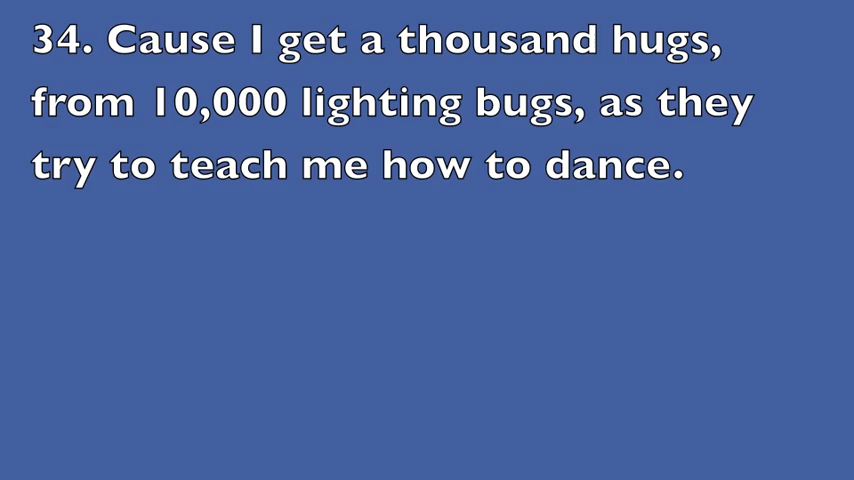 34. Cause I get a thousand hugs,
from 10,000 lighting bugs, as they
try to teach me how to dance.